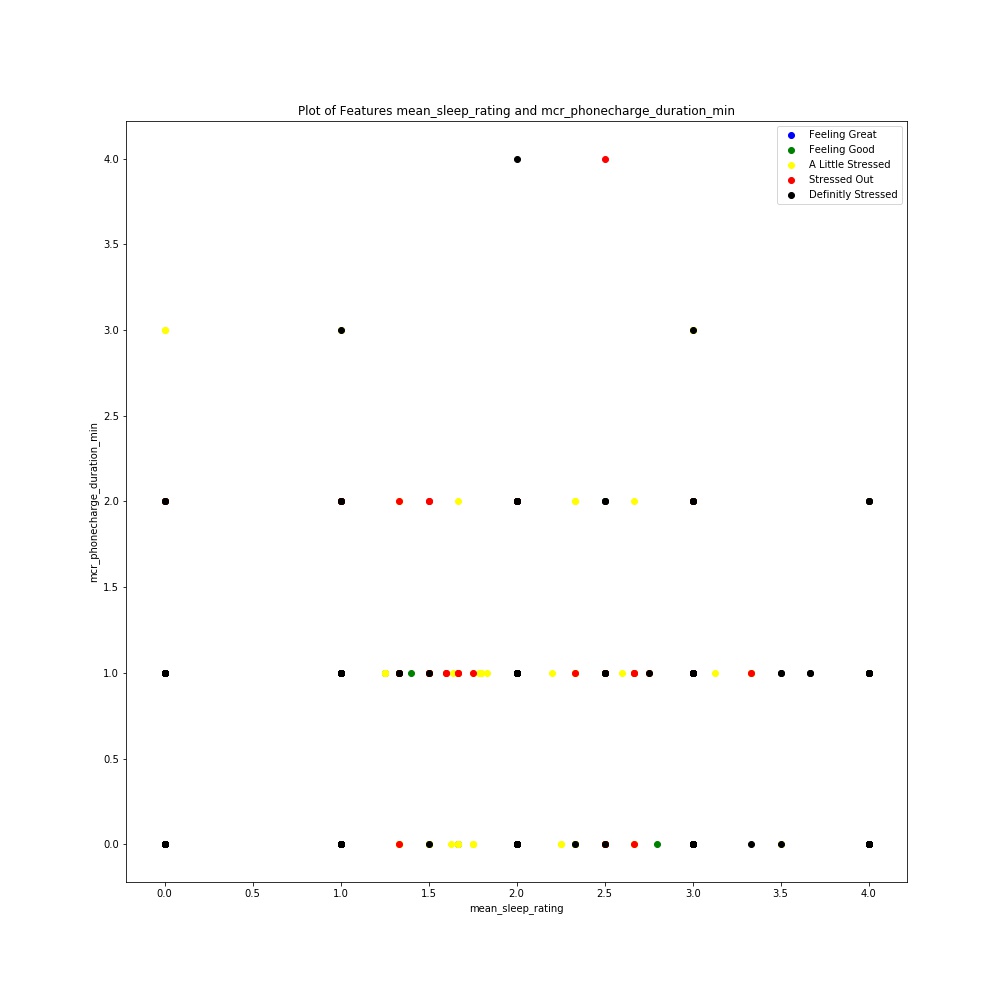 Plot of Features mean_sleep_rating and mcr_phonecharge_duration_min
Feeling Great
Feeling Good
A Little Stressed
Stressed Out
Definitly Stressed
mcr_phonecharge_duration_min
4.0
3.5
3.0
2.5
2.0
1.5
1.0
0.5
0.0
0.0 0.5 1.0 1.5 2.0 2.5 3.0 3.5 4.0
mean_sleep_rating